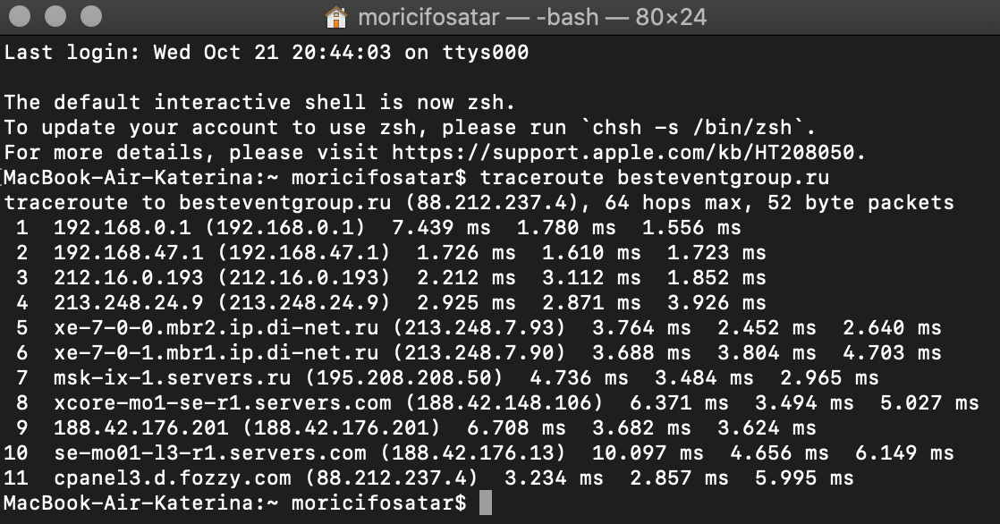 moricifosatar — -bash — 80×24
Last login: Wed Oct 21 20:44:03 on ttys000
The default interactive shell is now zsh.
To update your account to use zsh, please run `chsh -s /bin/zsh`.
For more details, please visit https://support.apple.com/kb/HT208050.
[MacBook-Air-Katerina:~ moricifosatar$ traceroute besteventgroup.ru
traceroute to besteventgroup.ru (88.212.237.4), 64 hops max, 52 byte packets
 1  192.168.0.1 (192.168.0.1)  7.439 ms  1.780 ms  1.556 ms
 2  192.168.47.1 (192.168.47.1)  1.726 ms  1.610 ms  1.723 ms
 3  212.16.0.193 (212.16.0.193)  2.212 ms  3.112 ms  1.852 ms
 4  213.248.24.9 (213.248.24.9)  2.925 ms  2.871 ms  3.926 ms
 5  xe-7-0-0.mbr2.ip.di-net.ru (213.248.7.93)  3.764 ms  2.452 ms  2.640 ms
 6  xe-7-0-1.mbr1.ip.di-net.ru (213.248.7.90)  3.688 ms  3.804 ms  4.703 ms
 7  msk-ix-1.servers.ru (195.208.208.50)  4.736 ms  3.484 ms  2.965 ms
 8  xcore-mo1-se-r1.servers.com (188.42.148.106)  6.371 ms  3.494 ms  5.027 ms
 9  188.42.176.201 (188.42.176.201)  6.708 ms  3.682 ms  3.624 ms
10  se-mo01-l3-r1.servers.com (188.42.176.13)  10.097 ms  4.656 ms  6.149 ms
11  cpanel3.d.fozzy.com (88.212.237.4)  3.234 ms  2.857 ms  5.995 ms
MacBook-Air-Katerina:~ moricifosatar$